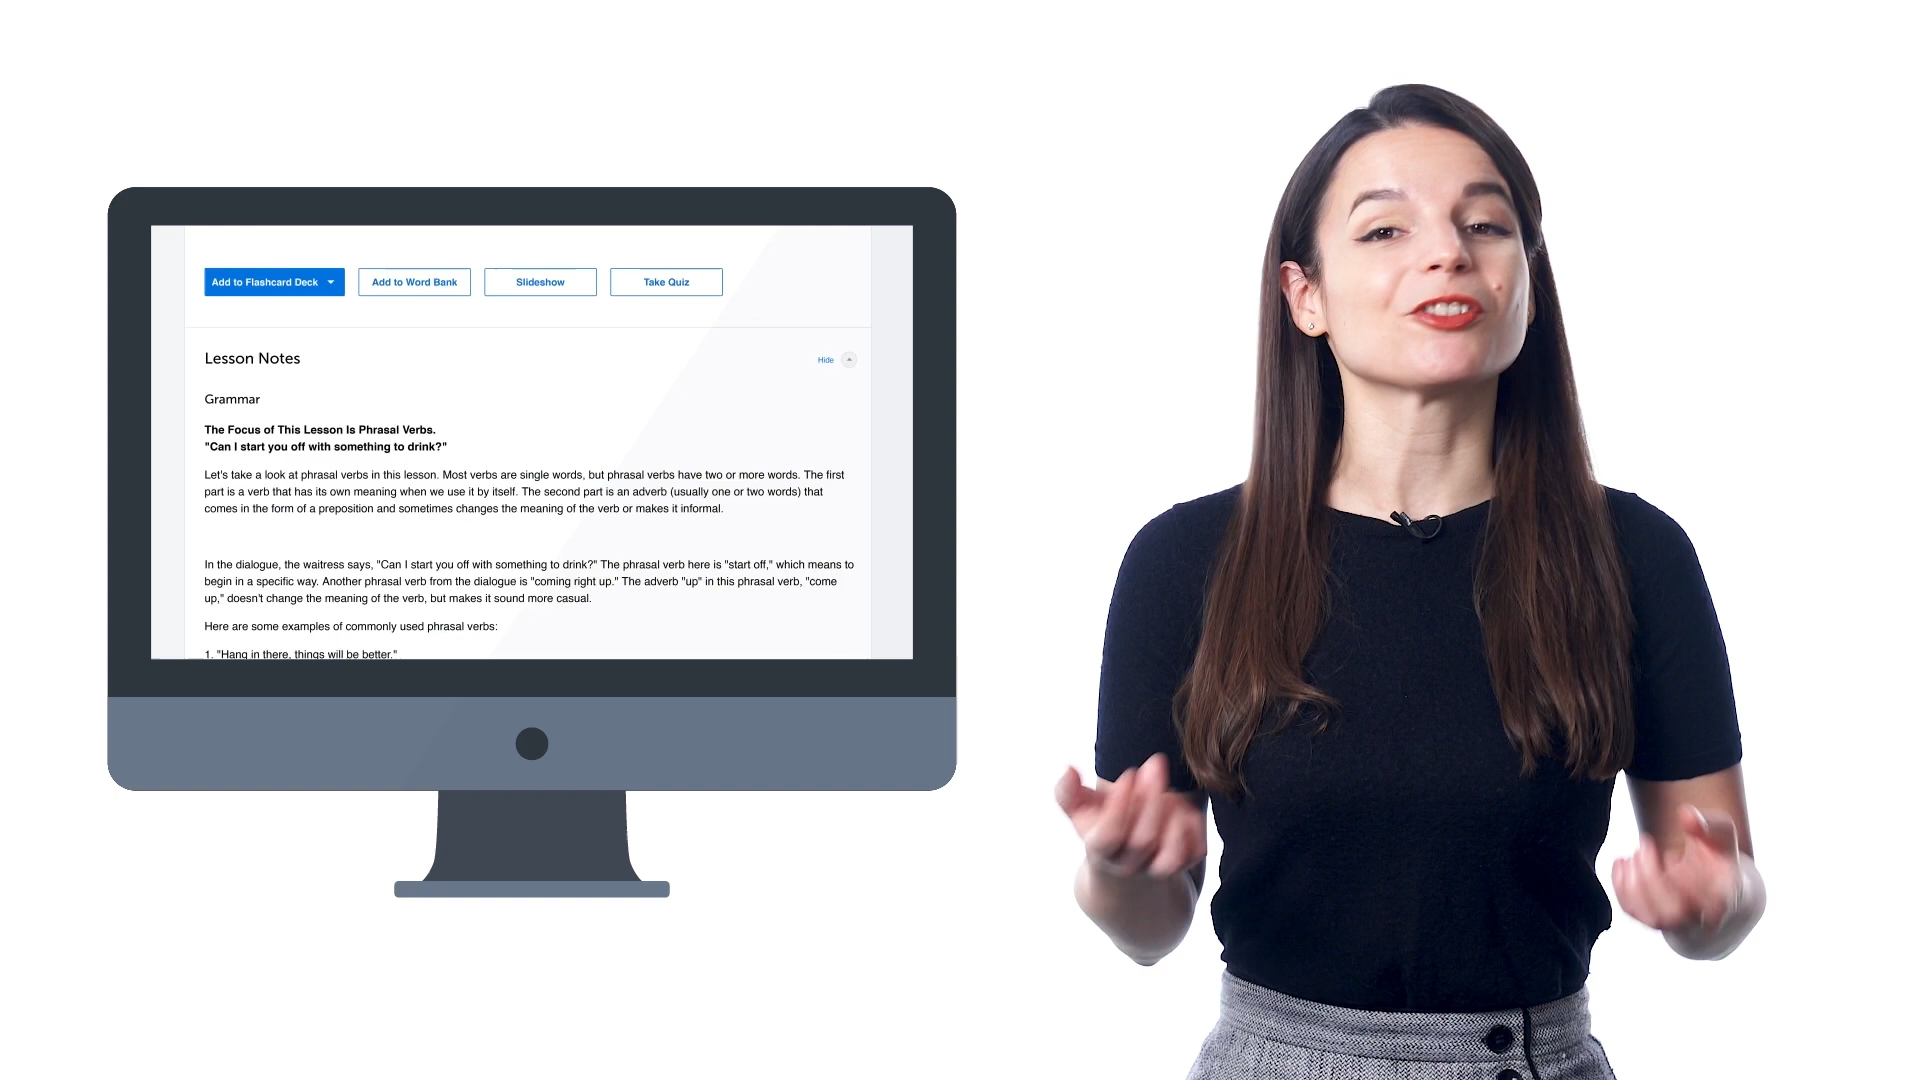 Add to Flashcard Deck
Add to Word Bank
Slideshow
Take Quiz
Lesson Notes
Hide
Grammar
The Focus of This Lesson Is Phrasal Verbs.
"Can I start you off with something to drink?"
Let's take a look at phrasal verbs in this lesson. Most verbs are single words, but phrasal verbs have two or more words. The first
part is a verb that has its own meaning when we use it by itself. The second part is an adverb (usually one or two words) that
comes in the form of a preposition and sometimes changes the meaning of the verb or makes it informal.
In the dialogue, the waitress says, "Can I start you off with something to drink?" The phrasal verb here is "start off," which means to
begin in a specific way. Another phrasal verb from the dialogue is "coming right up." The adverb "up" in this phrasal verb, "come
up," doesn't change the meaning of the verb, but makes it sound more casual.
Here are some examples of commonly used phrasal verbs:
1. "Hang in there, things will be better."